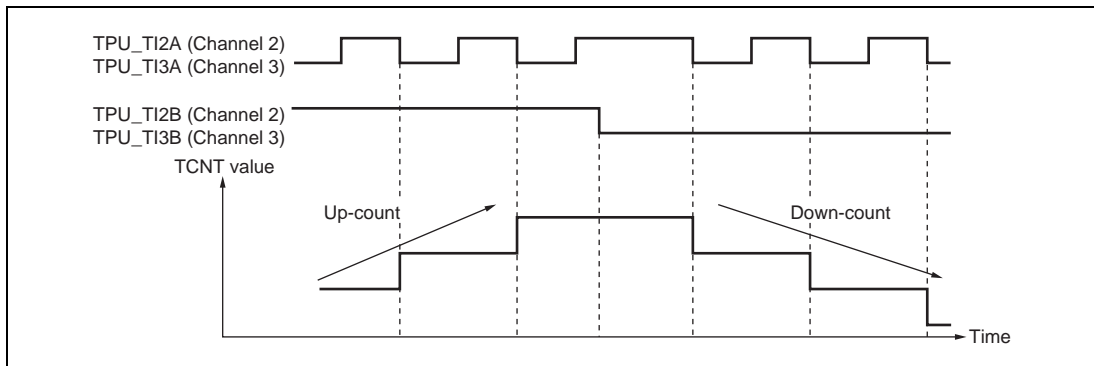 TPU_TI2A (Channel 2)
TPU_TI3A (Channel 3)
TPU_TI2B (Channel 2)
TPU_TI3B (Channel 3)
TCNT value
Up-count
Down-count
Time